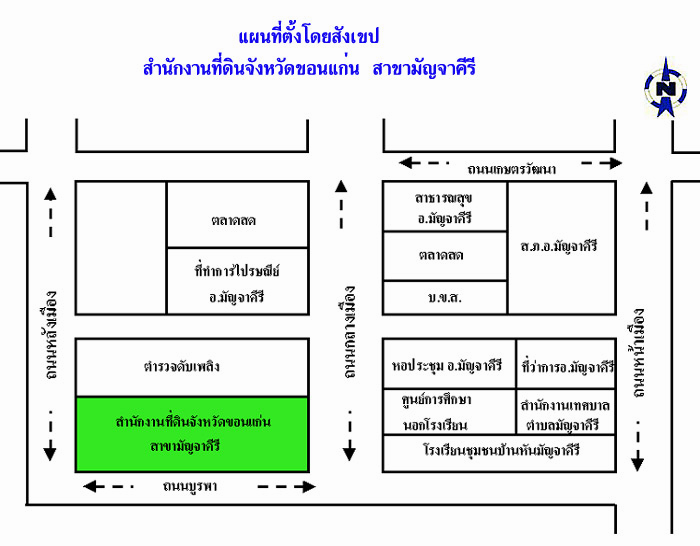 แผนที่ตั้งโดยสังเขป
สำนักงานที่ดินจังหวัดขอนแก่น สาขามัญจาคีรี
N
ถนนเกษตรวัฒนา
ตลาดสด
ที่ทำการไปรษณีย์
อ.มัญจาคีรี
สาธารณสุข
อ.มัญจาคีรี
ตลาดสด
บ.ข.ส.
ส.ภ.อ.มัญจาคีรี
ถนนหลังเมือง
ถนนกลางเมือง
ถนนหน้าเมือง
ตำรวจดับเพลิง
สำนักงานที่ดินจังหวัดขอนแก่น
สาขามัญจาคีรี
หอประชุม อ.มัญจาคีรี
ที่ว่าการอ.มัญจาคีรี
ศูนย์การศึกษา
นอกโรงเรียน
สำนักงานเทศบาล
ตำบลมัญจาคีรี
โรงเรียนชุมชนบ้านหันมัญจาคีรี
ถนนบูรพา